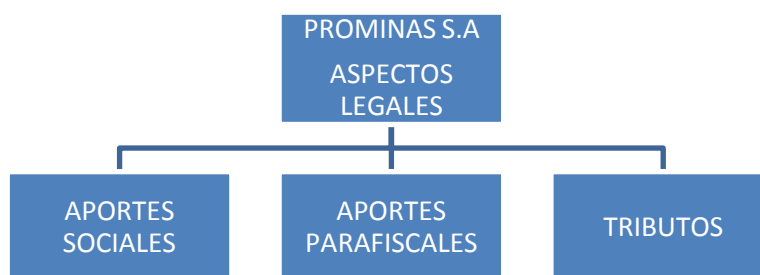 PROMINAS S.A
ASPECTOS
LEGALES
APORTES
SOCIALES
APORTES
PARAFISCALES
TRIBUTOS